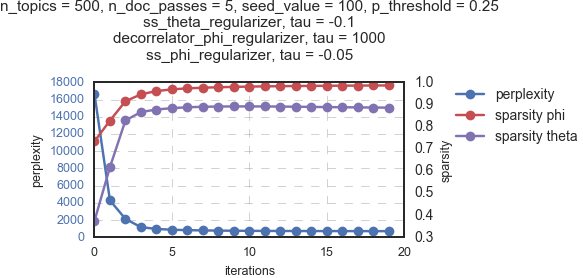 n_topics = 500, n_doc_passes = 5, seed_value = 100, p_threshold = 0.25
ss_theta_regularizer, tau = -0.1
decorrelator_phi_regularizer, tau = 1000
ss_phi_regularizer, tau = -0.05
18000
16000
14000
12000
10000
8000
6000
4000
2000
0
perplexity
0
5
10
15
20
iterations
1.0
0.9
0.8
0.7
0.6
0.5
0.4
0.3
sparsity
perplexity
sparsity phi
sparsity theta